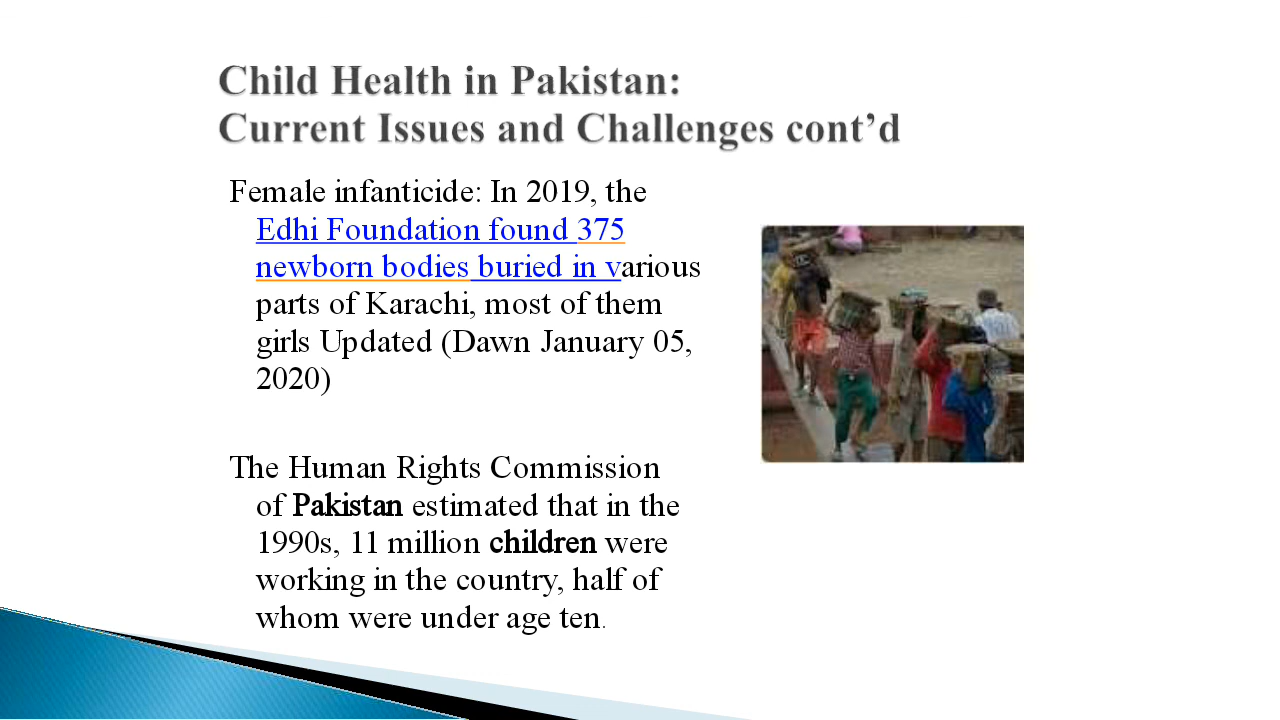 Child Health in Pakistan:
Current Issues and Challenges cont’d
Female infanticide: In 2019, the
Edhi Foundation found 375
newborn bodies buried in various
parts of Karachi, most of them
girls Updated (Dawn January 05,
2020)
The Human Rights Commission
of Pakistan estimated that in the
1990s, 11 million children were
working in the country, half of
whom were under age ten.